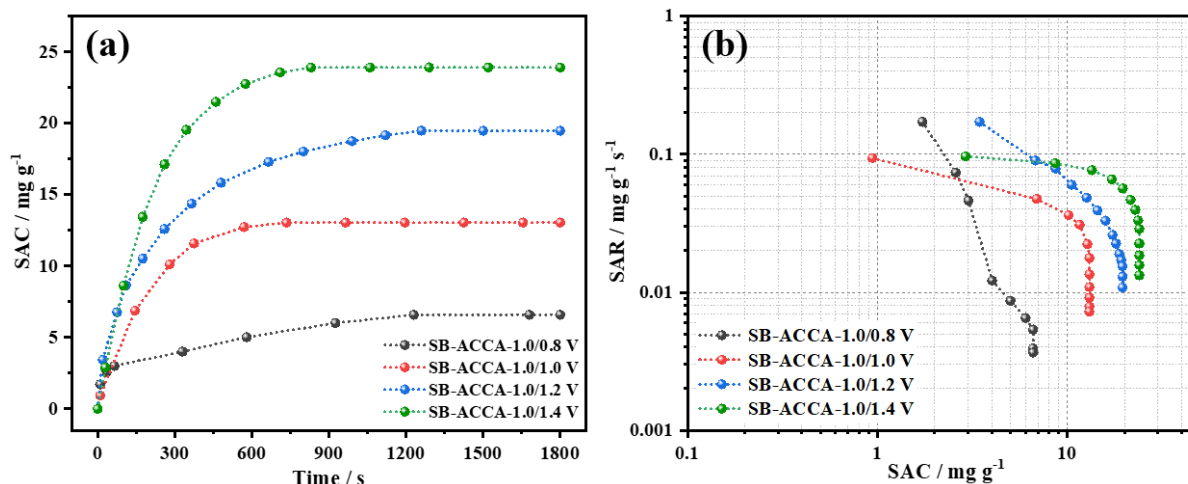 (a)
SAC / mg g⁻¹
25
20
15
10
5
0
0 300 600 900 1200 1500 1800
Time / s
SB-ACCA-1.0/0.8 V
SB-ACCA-1.0/1.0 V
SB-ACCA-1.0/1.2 V
SB-ACCA-1.0/1.4 V
(b)
SAR / mg g⁻¹ s⁻¹
1
0.1
0.01
0.001
0.1 1 10
SAC / mg g⁻¹
SB-ACCA-1.0/0.8 V
SB-ACCA-1.0/1.0 V
SB-ACCA-1.0/1.2 V
SB-ACCA-1.0/1.4 V